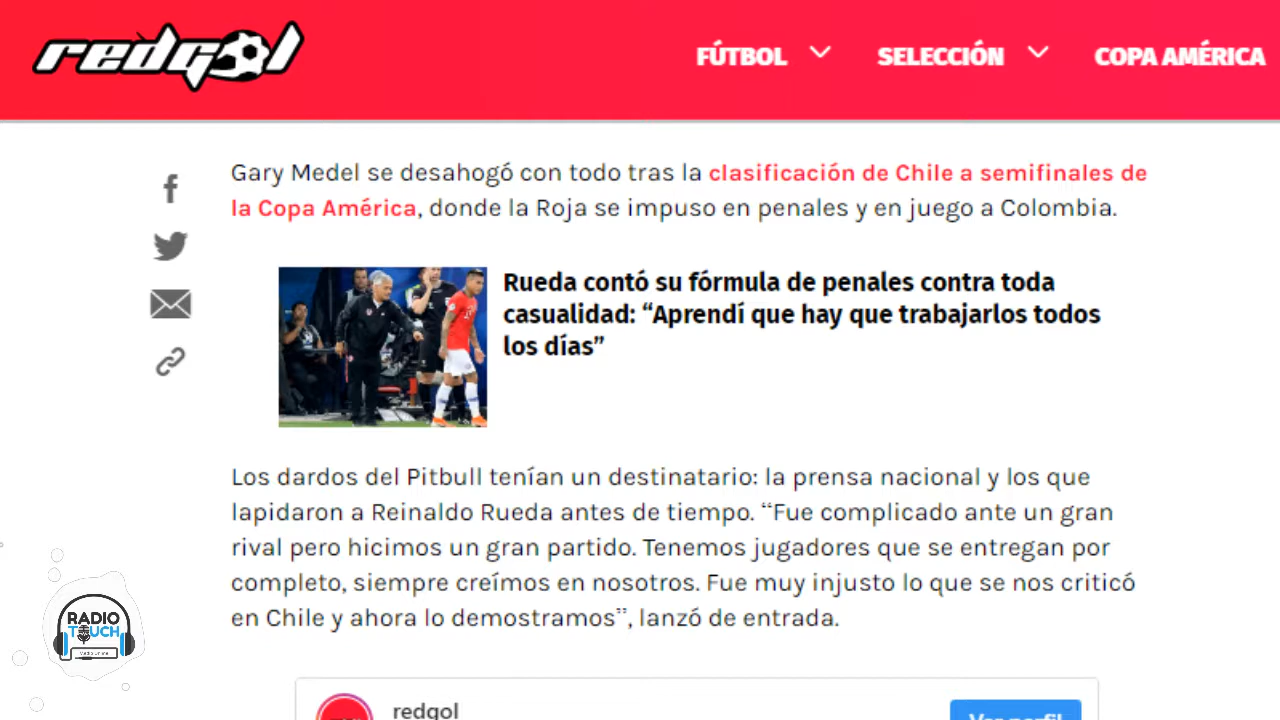 redgol
FÚTBOL
SELECCIÓN
COPA AMÉRICA
Gary Medel se desahogó con todo tras la clasificación de Chile a semifinales de
la Copa América, donde la Roja se impuso en penales y en juego a Colombia.
Rueda contó su fórmula de penales contra toda
casualidad: “Aprendí que hay que trabajarlos todos
los días”
Los dardos del Pitbull tenían un destinatario: la prensa nacional y los que
lapidaron a Reinaldo Rueda antes de tiempo. “Fue complicado ante un gran
rival pero hicimos un gran partido. Tenemos jugadores que se entregan por
completo, siempre creímos en nosotros. Fue muy injusto lo que se nos criticó
en Chile y ahora lo demostramos”, lanzó de entrada.
RADIO
TOUCH
redgol
Ver perfil